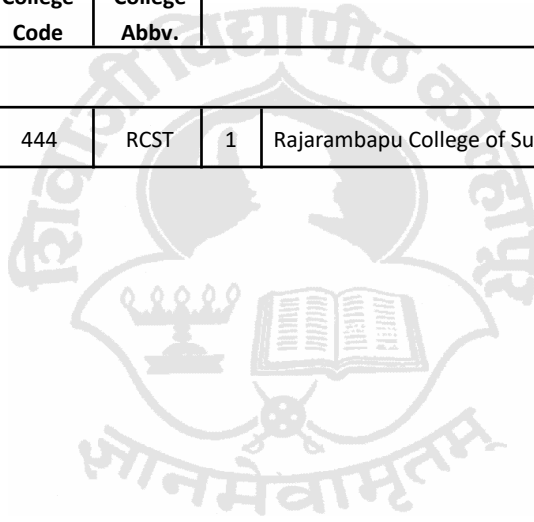 College College
Code Abbv.
444 RCST 1 Rajarambapu College of Su
शिवाजी विद्यापीठ कोल्हापूर
ज्ञानमेवामृतम्